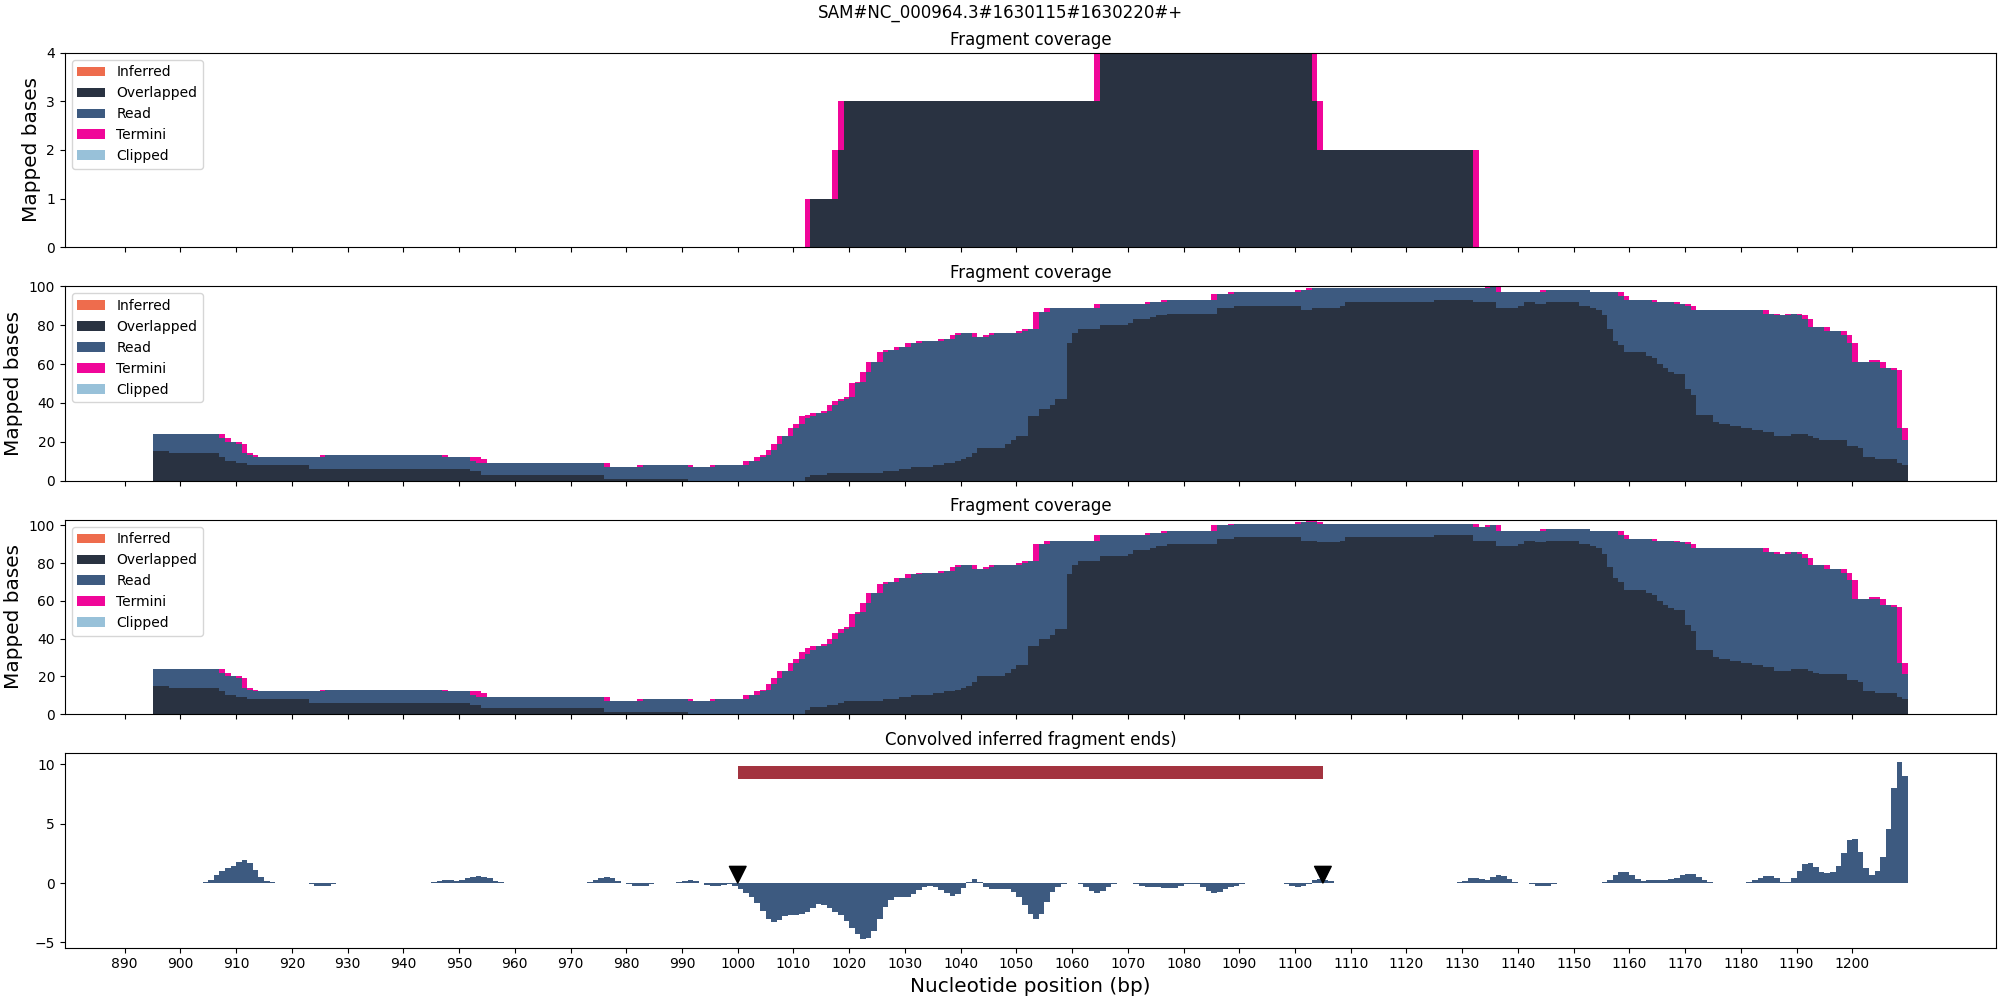 SAM#NC_000964.3#1630115#1630220#+
Fragment coverage
Mapped bases
4
3
2
1
0
Inferred
Overlapped
Read
Termini
Clipped
Fragment coverage
Mapped bases
100
80
60
40
20
0
Inferred
Overlapped
Read
Termini
Clipped
Fragment coverage
Mapped bases
100
80
60
40
20
0
Inferred
Overlapped
Read
Termini
Clipped
Convolved inferred fragment ends)
10
5
0
−5
890 900 910 920 930 940 950 960 970 980 990 1000 1010 1020 1030 1040 1050 1060 1070 1080 1090 1100 1110 1120 1130 1140 1150 1160 1170 1180 1190 1200
Nucleotide position (bp)